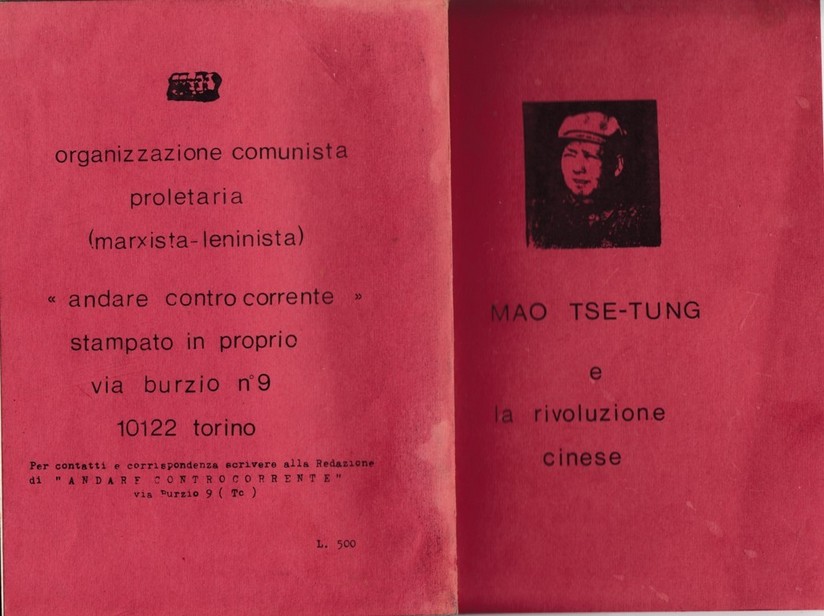 organizzazione comunista
proletaria
(marxista-leninista)
« andare contro corrente »
stampato in proprio
via burzio n°9
10122 torino
Per contatti e corrispondenza scrivere alla Redazione
di "ANDARE CONTROCORRENTE"
via Burzio 9 ( To )
L. 500
MAO TSE-TUNG
e
la rivoluzione
cinese